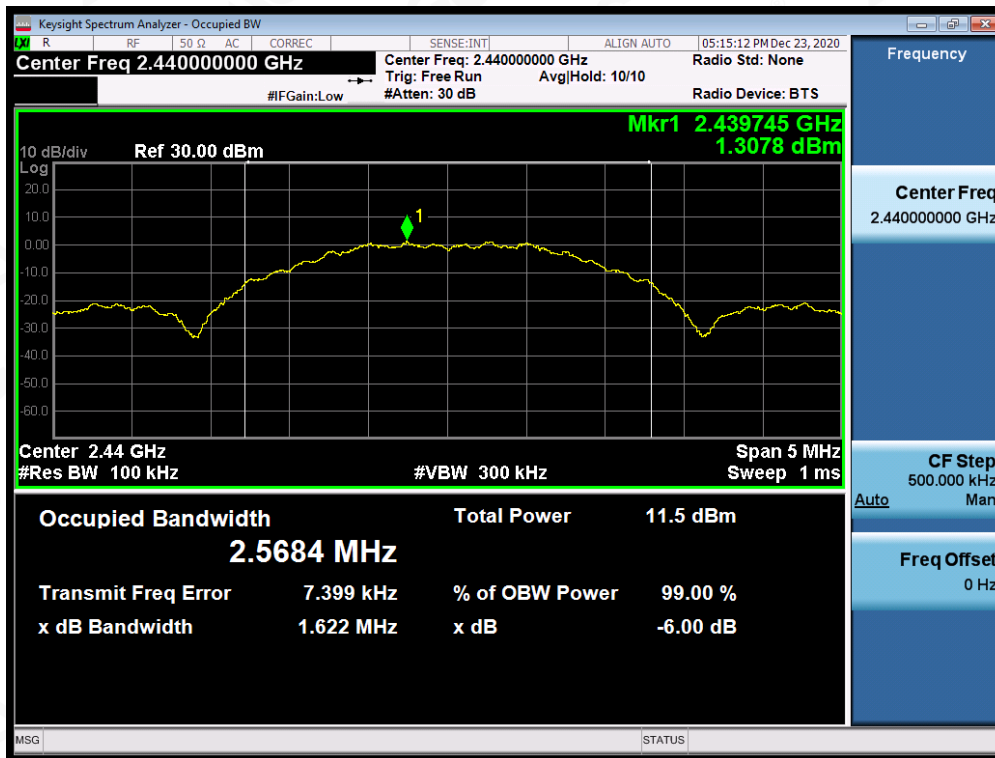 Keysight Spectrum Analyzer - Occupied BW
LXI R RF 50 Ω AC CORREC SENSE:INT ALIGN AUTO 05:15:12 PM Dec 23, 2020
Center Freq 2.440000000 GHz
Center Freq: 2.440000000 GHz
Radio Std: None
Trig: Free Run Avg|Hold: 10/10
#IFGain:Low
#Atten: 30 dB
Radio Device: BTS
Mkr1 2.439745 GHz
1.3078 dBm
10 dB/div Ref 30.00 dBm
Log
20.0
10.0
1
0.00
-10.0
-20.0
-30.0
-40.0
-50.0
-60.0
Center 2.44 GHz Span 5 MHz
#Res BW 100 kHz #VBW 300 kHz Sweep 1 ms
Occupied Bandwidth
2.5684 MHz
Total Power 11.5 dBm
Transmit Freq Error 7.399 kHz % of OBW Power 99.00 %
x dB Bandwidth 1.622 MHz x dB -6.00 dB
MSG STATUS
Frequency
Center Freq
2.440000000 GHz
CF Step
500.000 kHz
Auto Man
Freq Offset
0 Hz